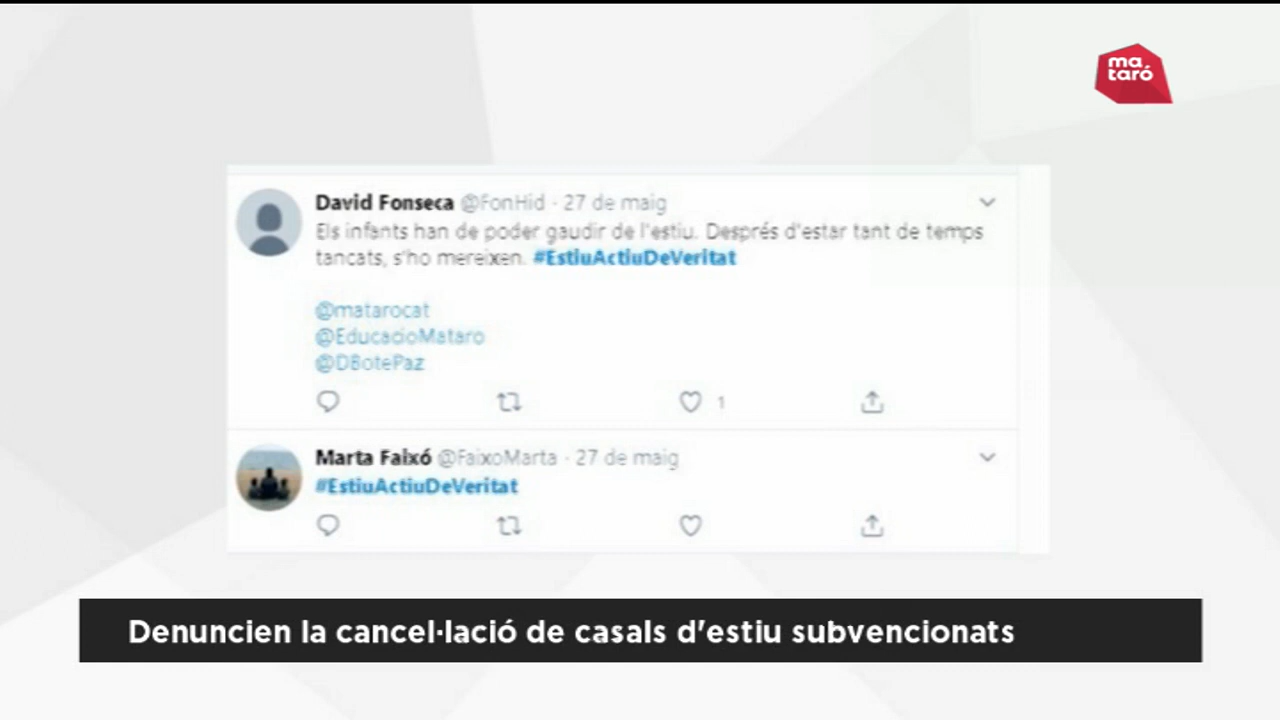 ma
taró
David Fonseca @FonHid · 27 de maig
Els infants han de poder gaudir de l'estiu. Després d'estar tant de temps
tancats, s'ho mereixen. #EstiuActiuDeVeritat
@matarocat
@EducacioMataro
@DBotePaz
1
Marta Faixó @FaixoMarta · 27 de maig
#EstiuActiuDeVeritat
Denuncien la cancel·lació de casals d'estiu subvencionats